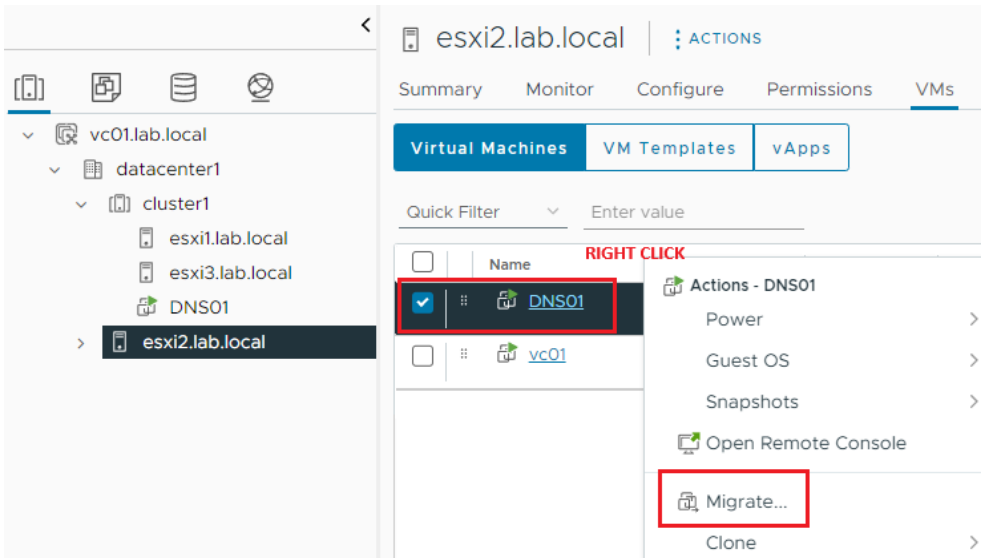 esxi2.lab.local
ACTIONS
Summary Monitor Configure Permissions VMs
vc01.lab.local
datacenter1
cluster1
esxi1.lab.local
esxi3.lab.local
DNS01
esxi2.lab.local
Virtual Machines VM Templates vApps
Quick Filter Enter value
RIGHT CLICK
Name
DNS01
vc01
Actions - DNS01
Power
Guest OS
Snapshots
Open Remote Console
Migrate...
Clone